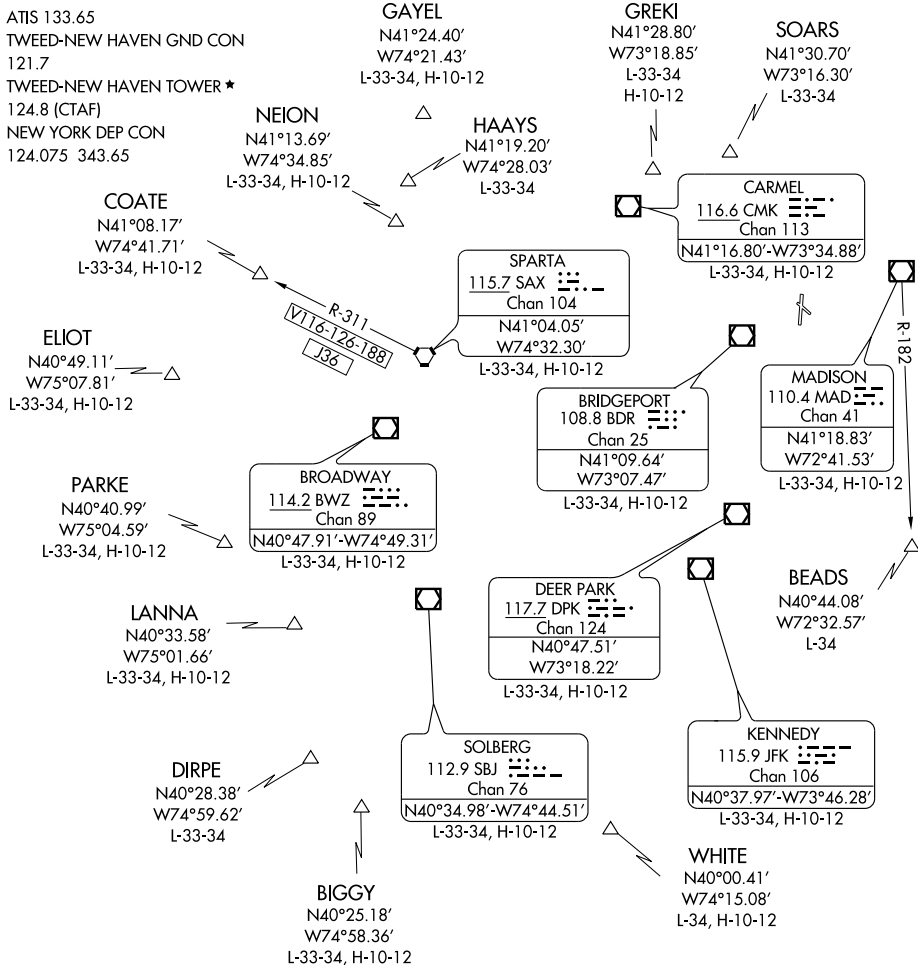 ATIS 133.65
TWEED-NEW HAVEN GND CON
121.7
TWEED-NEW HAVEN TOWER ★
124.8 (CTAF)
NEW YORK DEP CON
124.075 343.65
GAYEL
N41°24.40′
W74°21.43′
L-33-34, H-10-12
GREKI
N41°28.80′
W73°18.85′
L-33-34
H-10-12
SOARS
N41°30.70′
W73°16.30′
L-33-34
NEION
N41°13.69′
W74°34.85′
L-33-34, H-10-12
HAAYS
N41°19.20′
W74°28.03′
L-33-34
COATE
N41°08.17′
W74°41.71′
L-33-34, H-10-12
CARMEL
116.6 CMK
Chan 113
N41°16.80′-W73°34.88′
L-33-34, H-10-12
R-311
V116-126-188
J36
SPARTA
115.7 SAX
Chan 104
N41°04.05′
W74°32.30′
L-33-34, H-10-12
R-182
ELIOT
N40°49.11′
W75°07.81′
L-33-34, H-10-12
BRIDGEPORT
108.8 BDR
Chan 25
N41°09.64′
W73°07.47′
L-33-34, H-10-12
MADISON
110.4 MAD
Chan 41
N41°18.83′
W72°41.53′
L-33-34, H-10-12
BROADWAY
114.2 BWZ
Chan 89
N40°47.91′-W74°49.31′
L-33-34, H-10-12
PARKE
N40°40.99′
W75°04.59′
L-33-34, H-10-12
DEER PARK
117.7 DPK
Chan 124
N40°47.51′
W73°18.22′
L-33-34, H-10-12
BEADS
N40°44.08′
W72°32.57′
L-34
LANNA
N40°33.58′
W75°01.66′
L-33-34, H-10-12
SOLBERG
112.9 SBJ
Chan 76
N40°34.98′-W74°44.51′
L-33-34, H-10-12
KENNEDY
115.9 JFK
Chan 106
N40°37.97′-W73°46.28′
L-33-34, H-10-12
DIRPE
N40°28.38′
W74°59.62′
L-33-34
BIGGY
N40°25.18′
W74°58.36′
L-33-34, H-10-12
WHITE
N40°00.41′
W74°15.08′
L-34, H-10-12